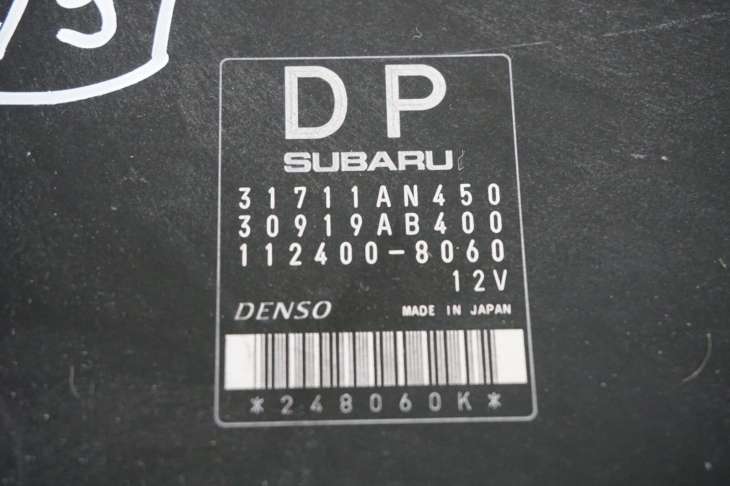 DP
SUBARU
31711AN450
30919AB400
112400-8060
12V
DENSO MADE IN JAPAN
*248060K*